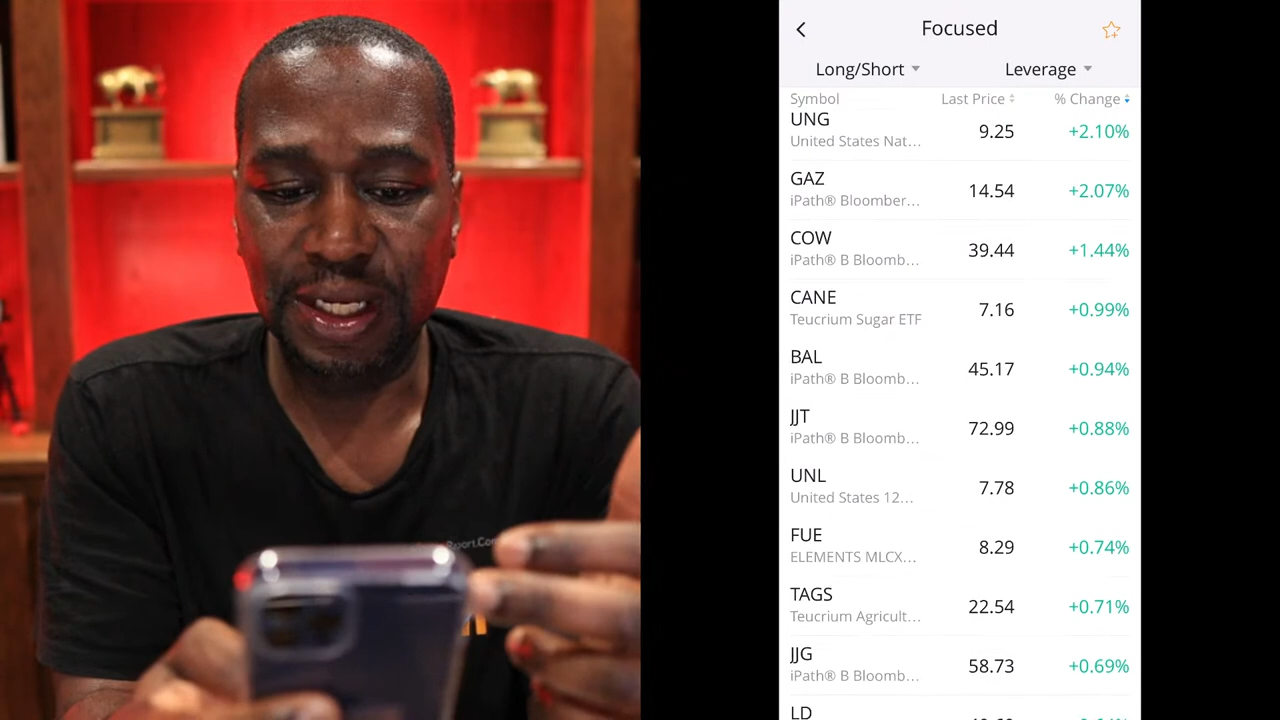 Focused
Long/Short Leverage
Symbol Last Price % Change
UNG
United States Nat… 9.25 +2.10%
GAZ
iPath® Bloomber… 14.54 +2.07%
COW
iPath® B Bloomb… 39.44 +1.44%
CANE
Teucrium Sugar ETF 7.16 +0.99%
BAL
iPath® B Bloomb… 45.17 +0.94%
JJT
iPath® B Bloomb… 72.99 +0.88%
UNL
United States 12… 7.78 +0.86%
FUE
ELEMENTS MLCX… 8.29 +0.74%
TAGS
Teucrium Agricult… 22.54 +0.71%
JJG
iPath® B Bloomb… 58.73 +0.69%
LD